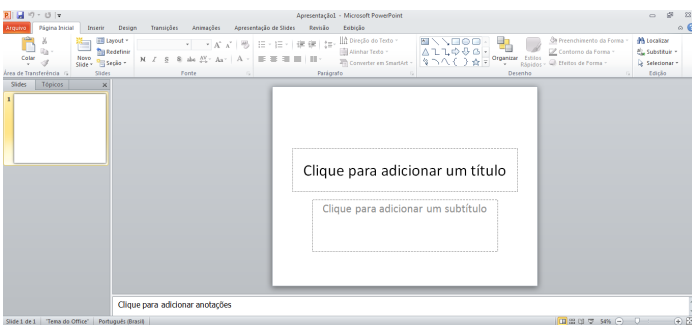 Apresentação1 - Microsoft PowerPoint
Arquivo Página Inicial Inserir Design Transições Animações Apresentação de Slides Revisão Exibição
Colar
Área de Transferência
Novo Slide
Layout
Redefinir
Seção
Slides
N I S S abc AV Aa A
Fonte
Direção do Texto
Alinhar Texto
Converter em SmartArt
Parágrafo
Organizar
Estilos Rápidos
Preenchimento da Forma
Contorno da Forma
Efeitos de Forma
Desenho
Localizar
Substituir
Selecionar
Edição
Slides Tópicos
1
Clique para adicionar um título
Clique para adicionar um subtítulo
Clique para adicionar anotações
Slide 1 de 1 "Tema do Office" Português (Brasil) 54%